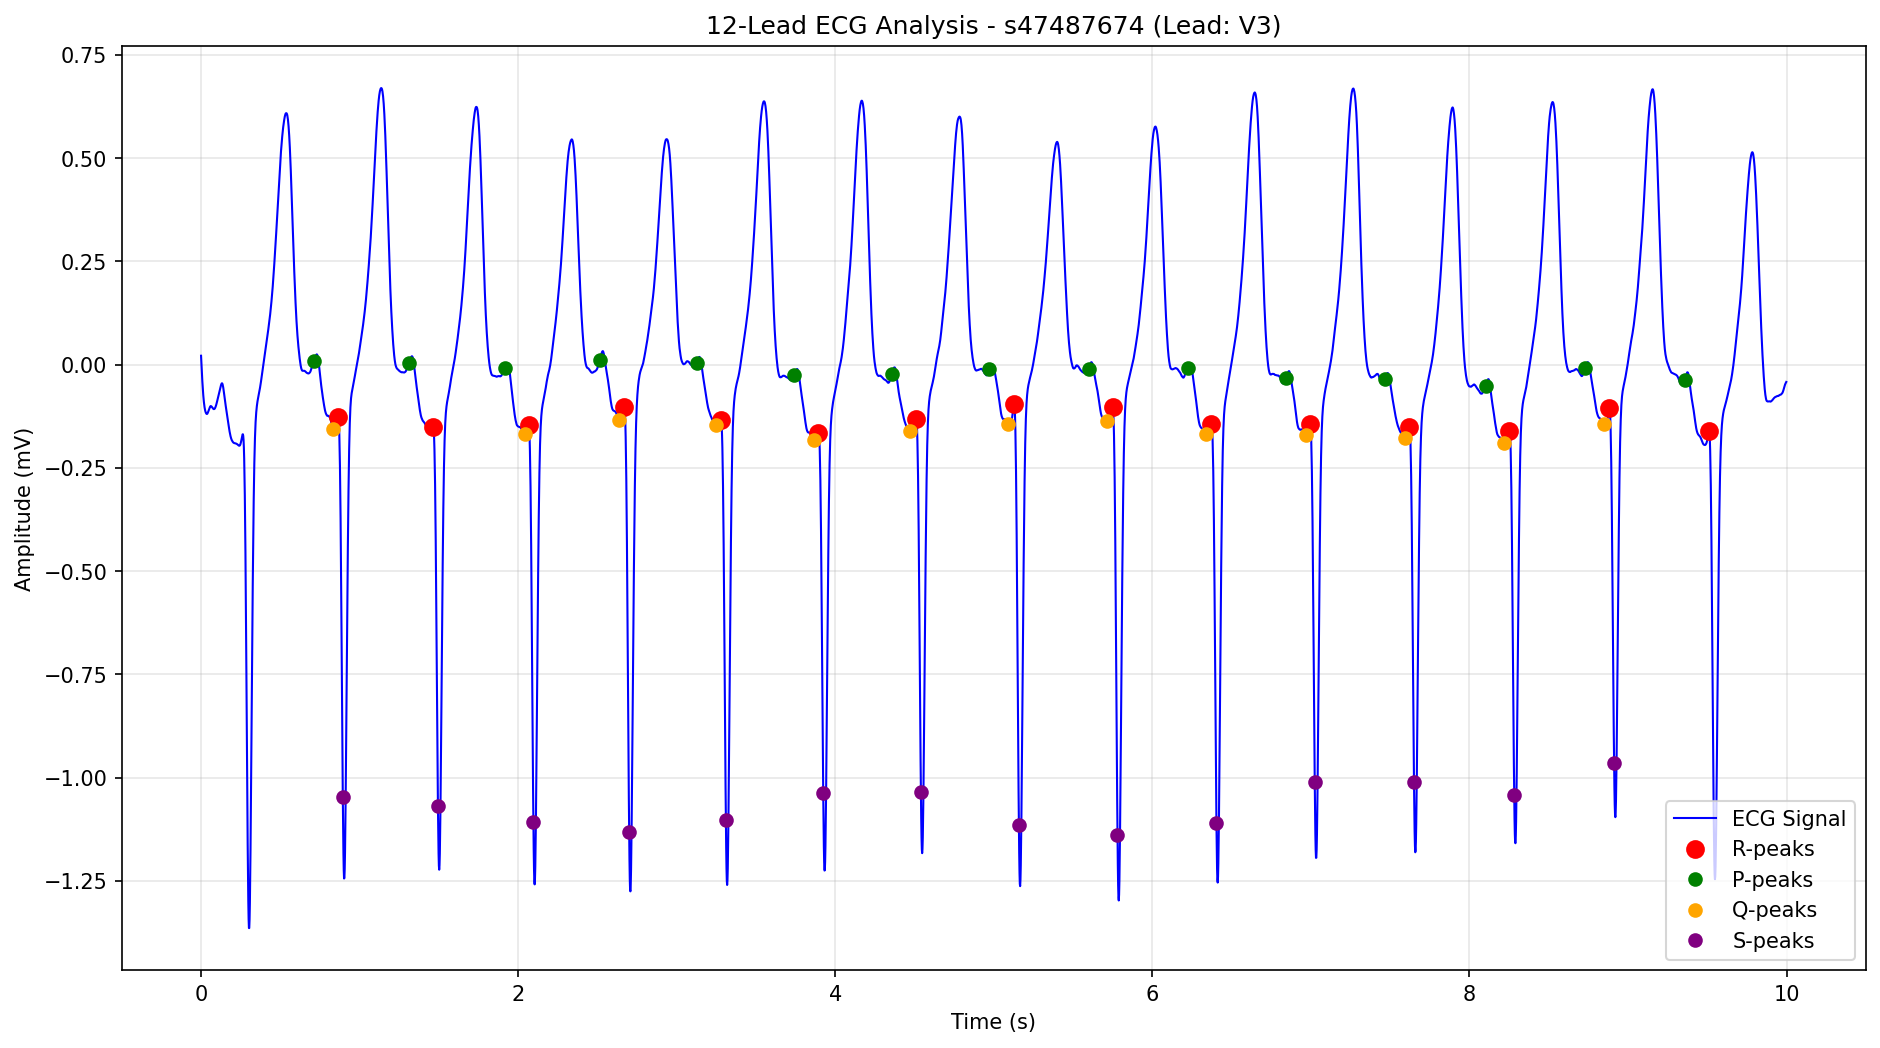 12-Lead ECG Analysis - s47487674 (Lead: V3)
Amplitude (mV)
0.75
0.50
0.25
0.00
−0.25
−0.50
−0.75
−1.00
−1.25
ECG Signal
R-peaks
P-peaks
Q-peaks
S-peaks
0 2 4 6 8 10
Time (s)